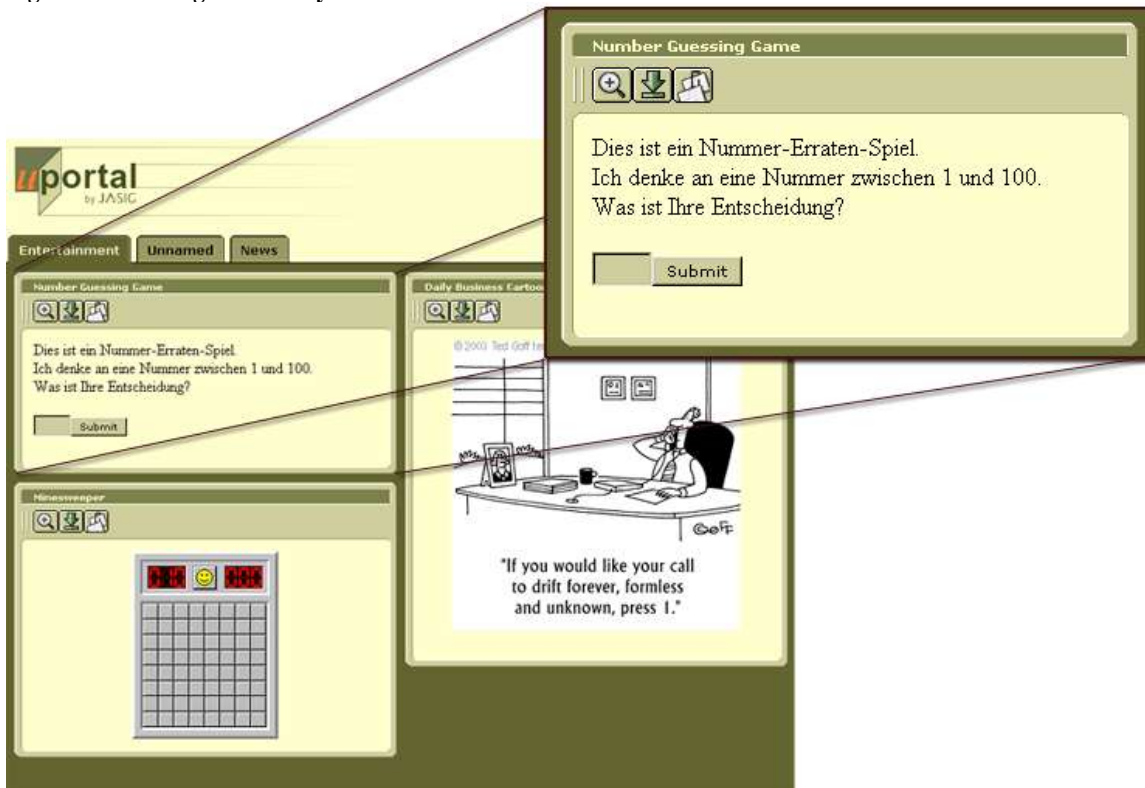 Number Guessing Game
Dies ist ein Nummer-Erraten-Spiel.
Ich denke an eine Nummer zwischen 1 und 100.
Was ist Ihre Entscheidung?
Submit
uportal
by JASIG
Entertainment
Unnamed
News
Number Guessing Game
Dies ist ein Nummer-Erraten-Spiel.
Ich denke an eine Nummer zwischen 1 und 100.
Was ist Ihre Entscheidung?
Submit
Daily Business Cartoo
© 2003 Ted Goff
GOFF
"If you would like your call
to drift forever, formless
and unknown, press 1."
Minesweeper